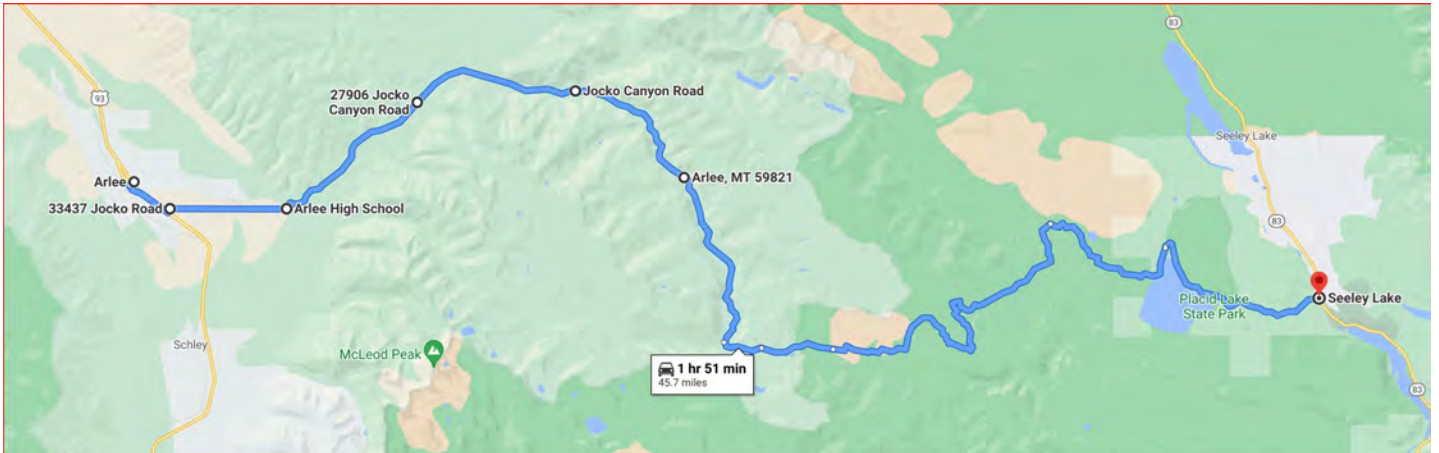 83
93
27906 Jocko
Canyon Road
Jocko Canyon Road
Seeley Lake
Arlee
Arlee, MT 59821
33437 Jocko Road
Arlee High School
83
Placid Lake
State Park
Seeley Lake
Schley
McLeod Peak
1 hr 51 min
45.7 miles
83